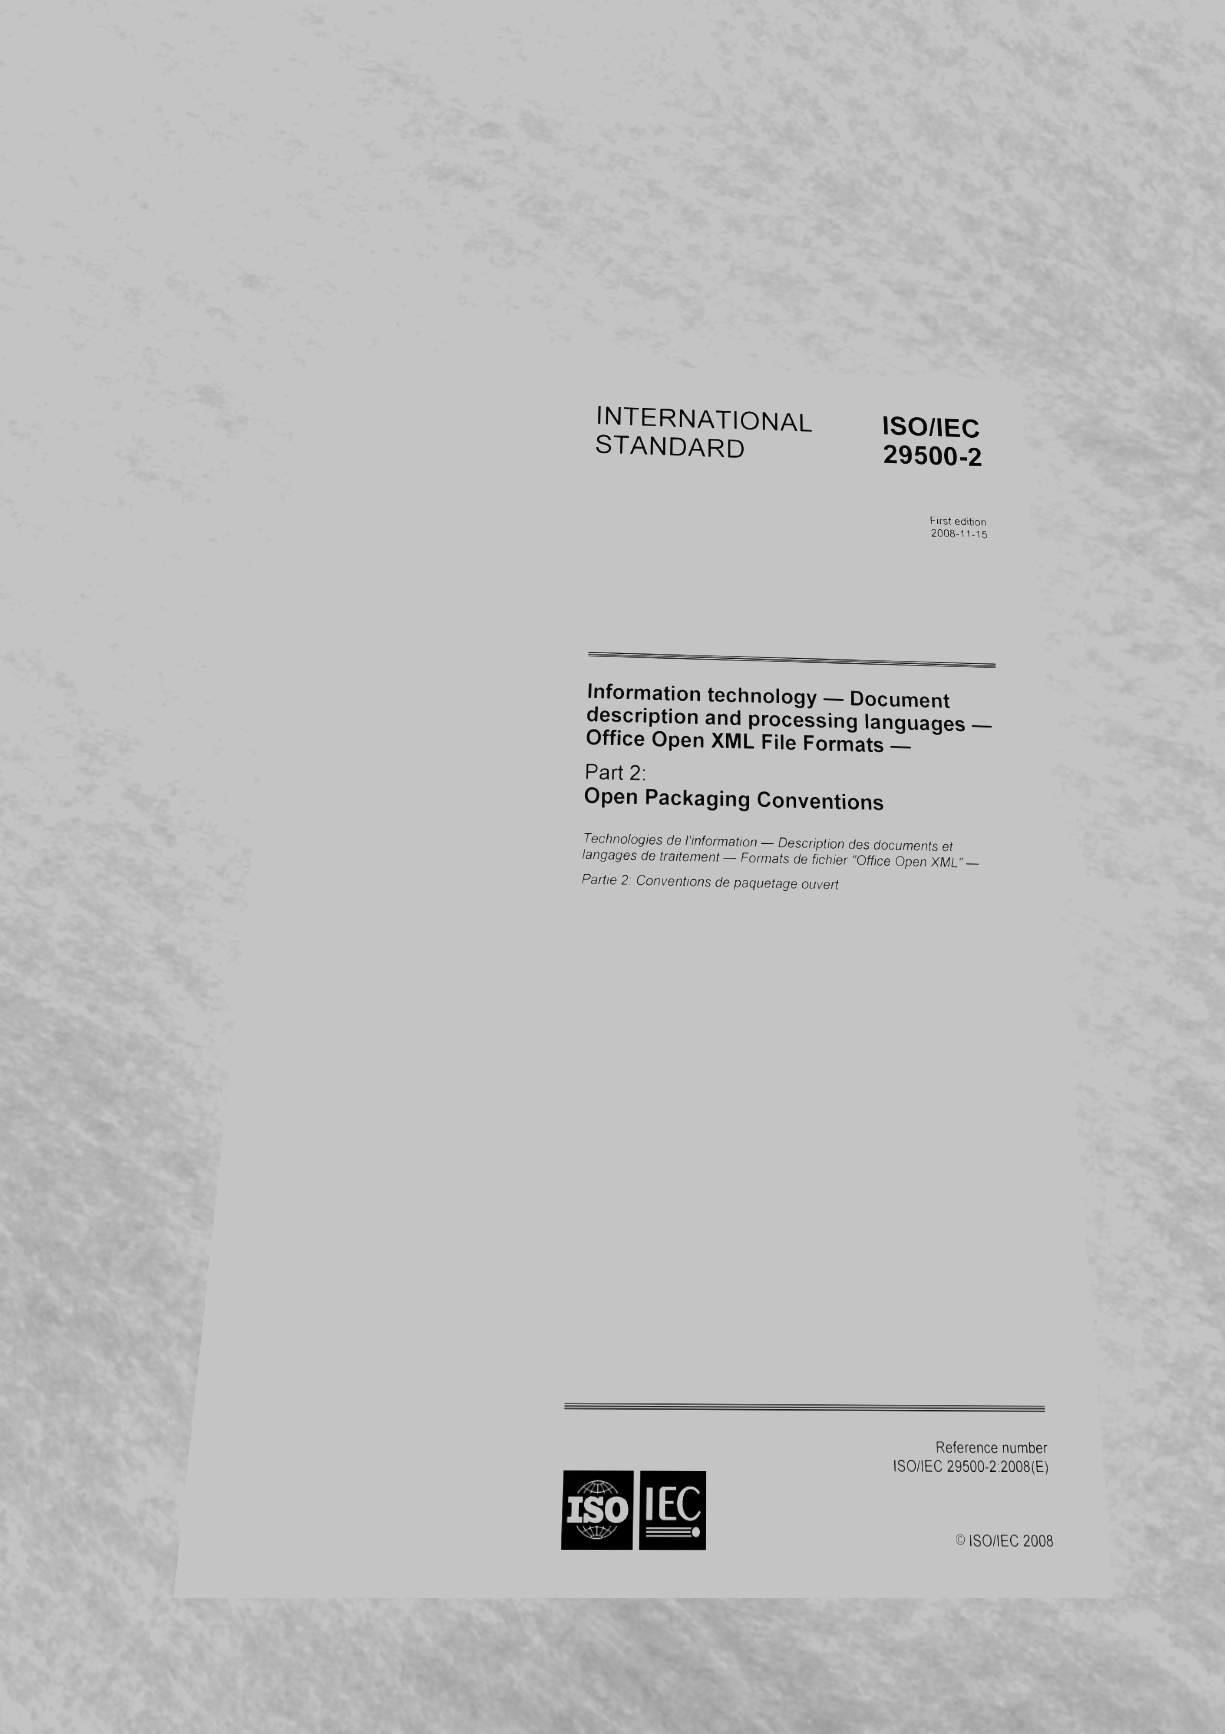 INTERNATIONAL
STANDARD
ISO/IEC
29500-2
First edition
2008-11-15
Information technology — Document
description and processing languages —
Office Open XML File Formats —
Part 2:
Open Packaging Conventions
Technologies de l'information — Description des documents et
langages de traitement — Formats de fichier "Office Open XML" —
Partie 2: Conventions de paquetage ouvert
Reference number
ISO/IEC 29500-2:2008(E)
ISO IEC
© ISO/IEC 2008